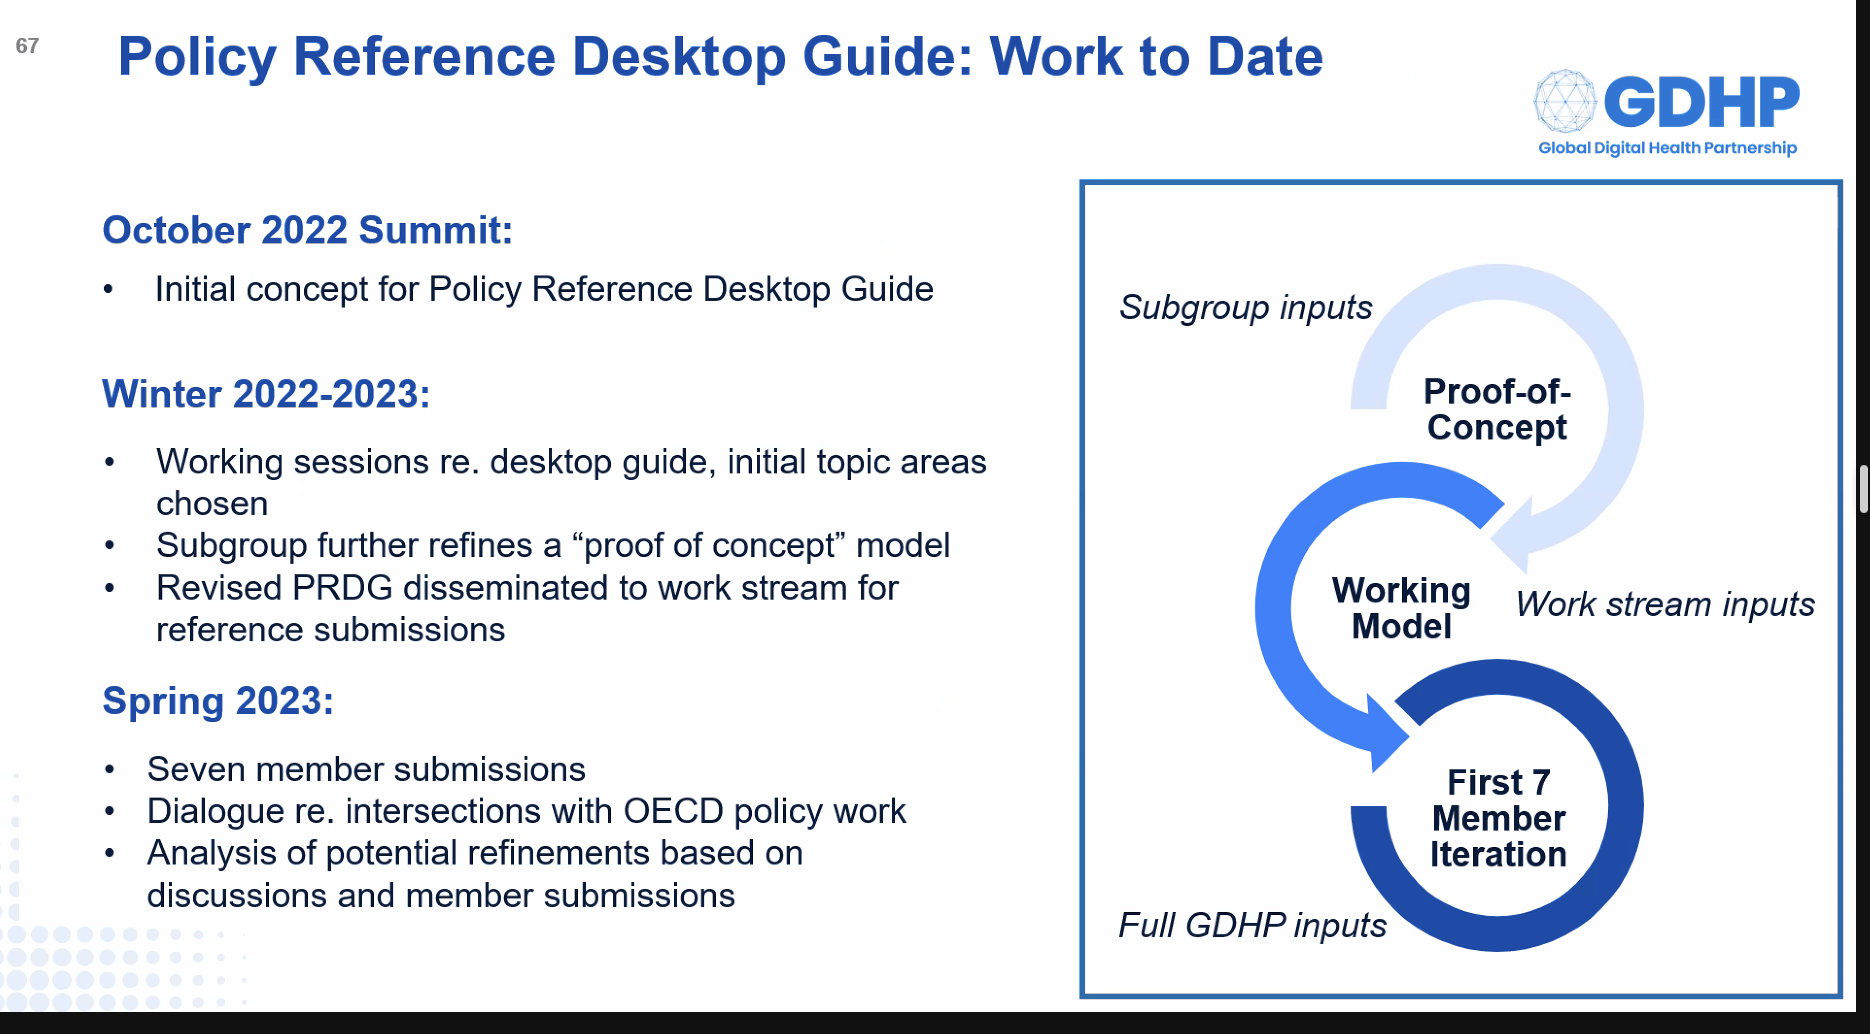 67
Policy Reference Desktop Guide: Work to Date
GDHP
Global Digital Health Partnership
October 2022 Summit:
• Initial concept for Policy Reference Desktop Guide
Winter 2022-2023:
• Working sessions re. desktop guide, initial topic areas
chosen
• Subgroup further refines a “proof of concept” model
• Revised PRDG disseminated to work stream for
reference submissions
Spring 2023:
• Seven member submissions
• Dialogue re. intersections with OECD policy work
• Analysis of potential refinements based on
discussions and member submissions
Subgroup inputs
Proof-of-
Concept
Working
Model
Work stream inputs
First 7
Member
Iteration
Full GDHP inputs